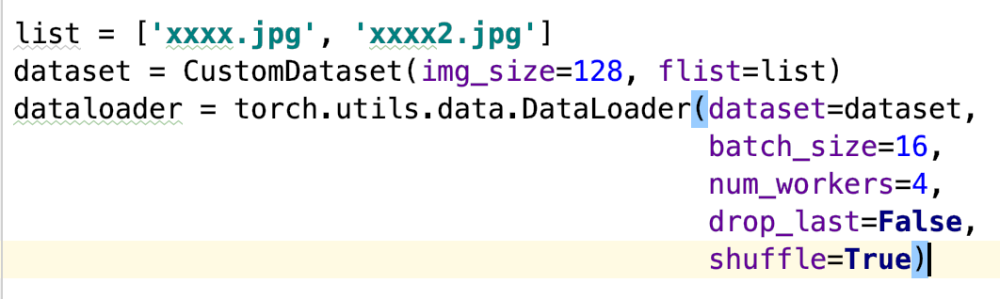 list = ['xxxx.jpg', 'xxxx2.jpg']
dataset = CustomDataset(img_size=128, flist=list)
dataloader = torch.utils.data.DataLoader(dataset=dataset,
batch_size=16,
num_workers=4,
drop_last=False,
shuffle=True)